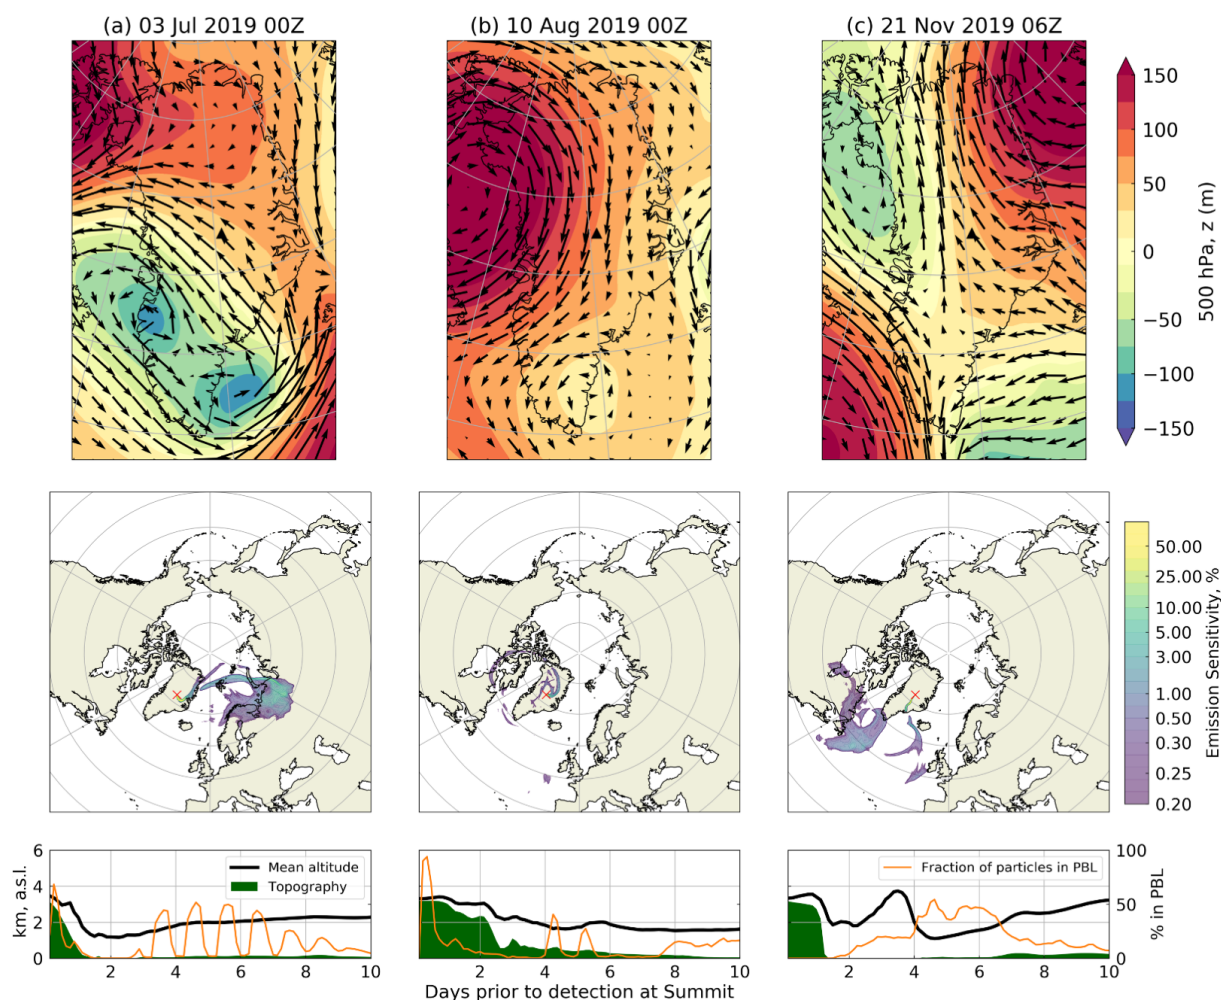 (a) 03 Jul 2019 00Z
(b) 10 Aug 2019 00Z
(c) 21 Nov 2019 06Z
150
100
50
0
−50
−100
−150
500 hPa, z (m)
50.00
25.00
10.00
5.00
3.00
1.00
0.50
0.30
0.25
0.20
Emission Sensitivity, %
6
4
2
0
km, a.s.l.
Mean altitude
Topography
Fraction of particles in PBL
100
50
0
% in PBL
2 4 6 8 10
2 4 6 8 10
2 4 6 8 10
Days prior to detection at Summit